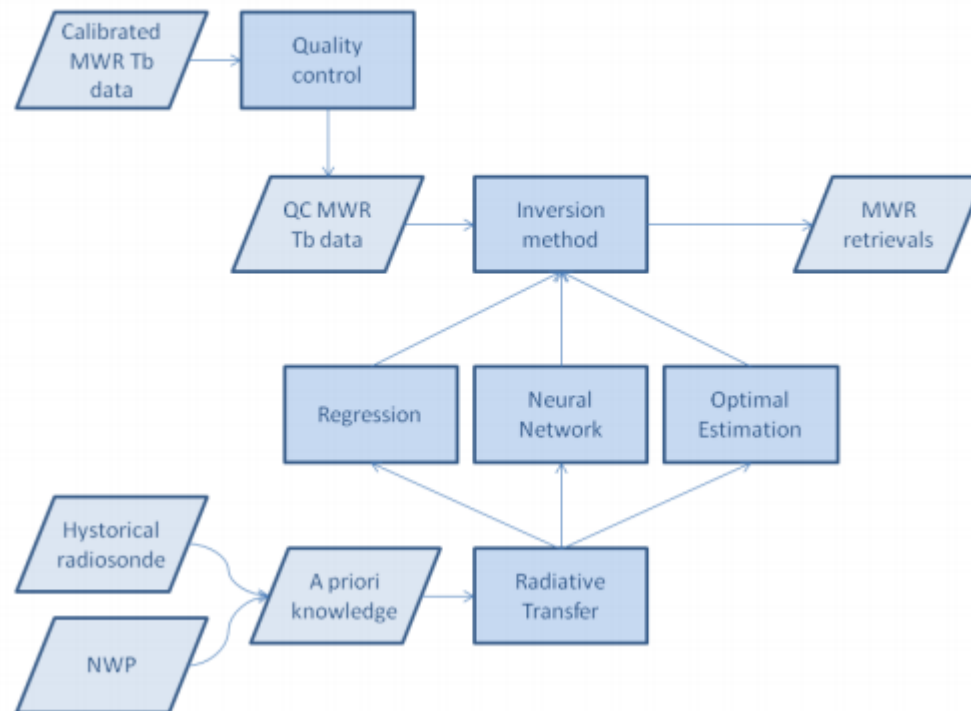 Calibrated
MWR Tb
data
Quality
control
QC MWR
Tb data
Inversion
method
MWR
retrievals
Regression
Neural
Network
Optimal
Estimation
Hystorical
radiosonde
A priori
knowledge
Radiative
Transfer
NWP